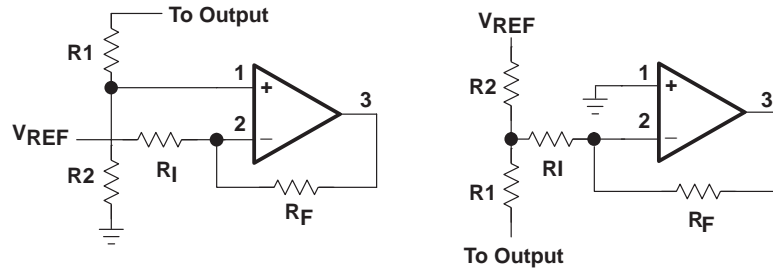 To Output
R1
1
+
3
VREF
2
−
RI
R2
RF
VREF
R2
1
+
3
2
−
RI
R1
RF
To Output